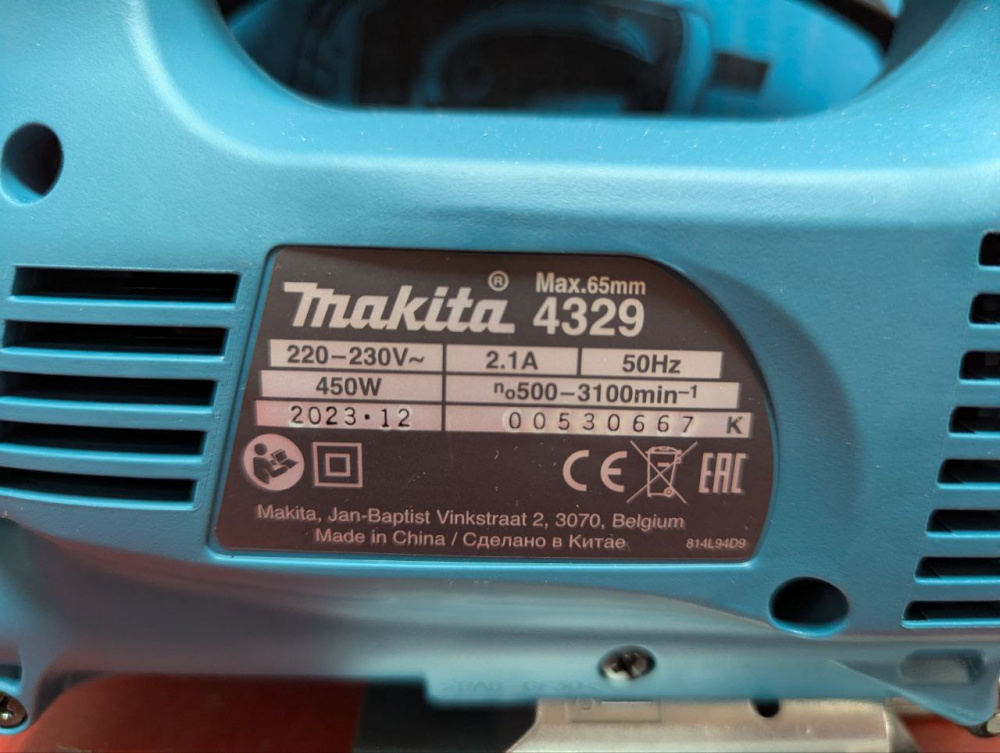 Max.65mm
makita® 4329
220–230V~ 2.1A 50Hz
450W n₀500–3100min⁻¹
2023·12 00530667 K
CE EAC
Makita, Jan-Baptist Vinkstraat 2, 3070, Belgium
Made in China / Сделано в Китае 814L94D9